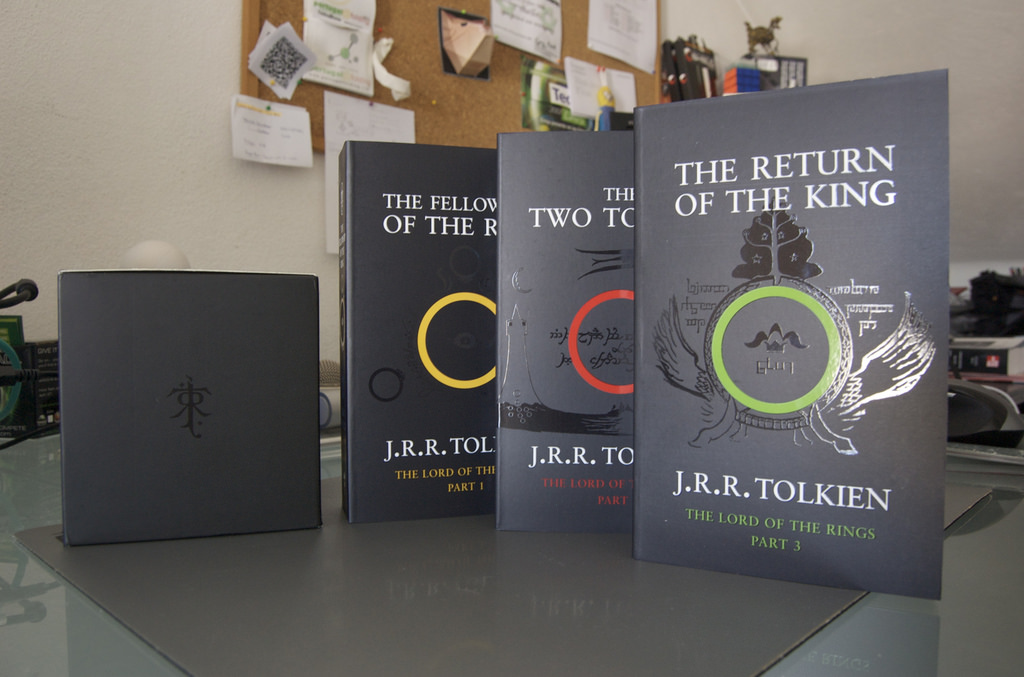 THE FELLOW
OF THE R
J.R.R. TOL
THE LORD OF THE
PART 1
THE
TWO TO
J.R.R. TO
THE LORD OF
PART
THE RETURN
OF THE KING
J.R.R. TOLKIEN
THE LORD OF THE RINGS
PART 3